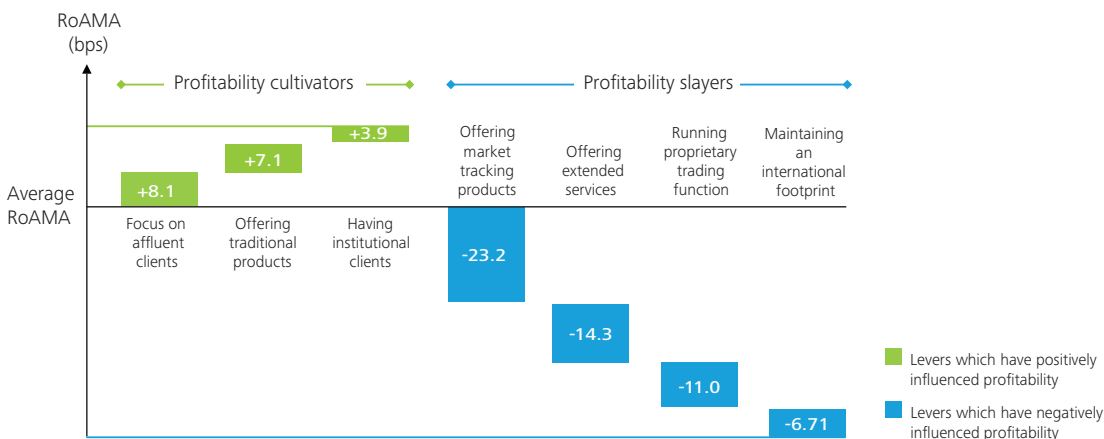 RoAMA
(bps)
Profitability cultivators
Profitability slayers
+3.9
+7.1
+8.1
Average
RoAMA
Focus on
affluent
clients
Offering
traditional
products
Having
institutional
clients
Offering
market
tracking
products
Offering
extended
services
Running
proprietary
trading
function
Maintaining
an
international
footprint
-23.2
-14.3
-11.0
-6.71
Levers which have positively
influenced profitability
Levers which have negatively
influenced profitability